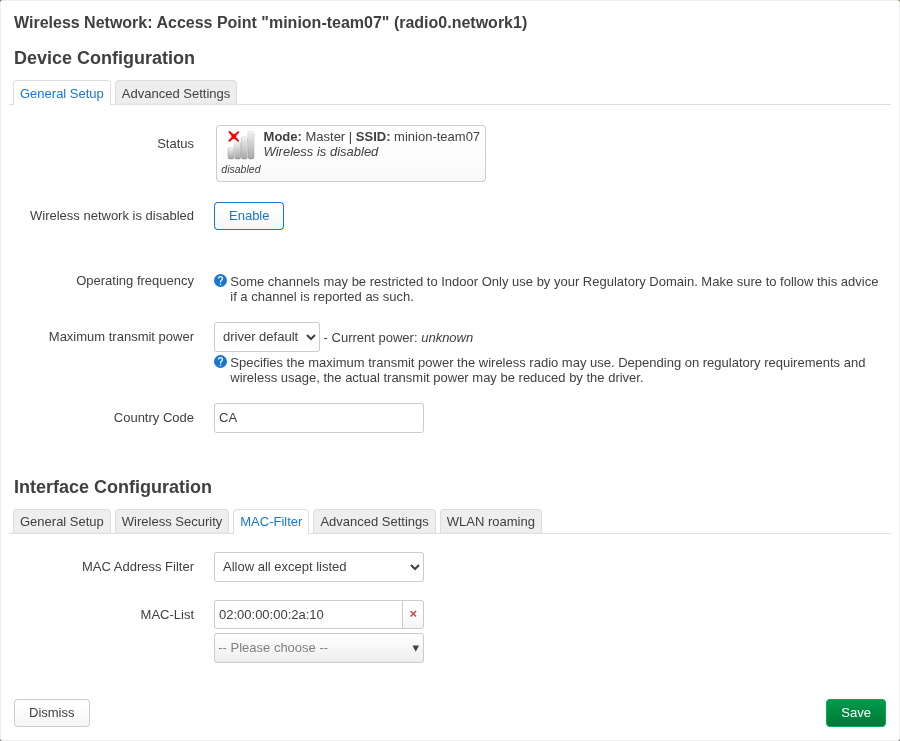 Wireless Network: Access Point "minion-team07" (radio0.network1)
Device Configuration
General Setup Advanced Settings
Status
Mode: Master | SSID: minion-team07
Wireless is disabled
disabled
Wireless network is disabled Enable
Operating frequency
Some channels may be restricted to Indoor Only use by your Regulatory Domain. Make sure to follow this advice
if a channel is reported as such.
Maximum transmit power driver default - Current power: unknown
Specifies the maximum transmit power the wireless radio may use. Depending on regulatory requirements and
wireless usage, the actual transmit power may be reduced by the driver.
Country Code CA
Interface Configuration
General Setup Wireless Security MAC-Filter Advanced Settings WLAN roaming
MAC Address Filter Allow all except listed
MAC-List 02:00:00:00:2a:10 ×
-- Please choose -- ▾
Dismiss Save